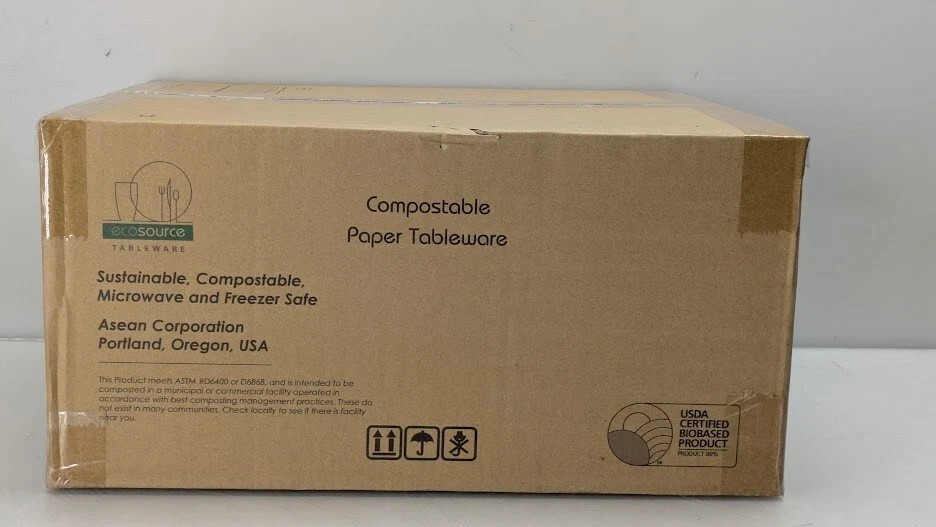 ecosource
TABLEWARE
Compostable
Paper Tableware
Sustainable, Compostable,
Microwave and Freezer Safe
Asean Corporation
Portland, Oregon, USA
This Product meets ASTM #D6400 or D6868, and is intended to be
composted in a municipal or commercial facility operated in
accordance with best composting management practices. These do
not exist in many communities. Check locally to see if there is facility
near you.
USDA
CERTIFIED
BIOBASED
PRODUCT
PRODUCT 99%